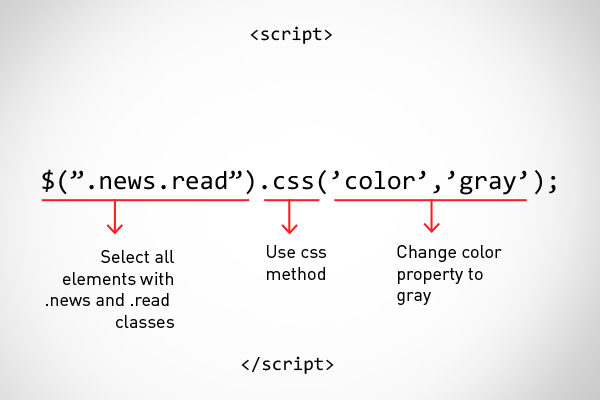 <script>
$(”.news.read”).css(’color’,’gray’);
Select all
elements with
.news and .read
classes
Use css
method
Change color
property to
gray
</script>